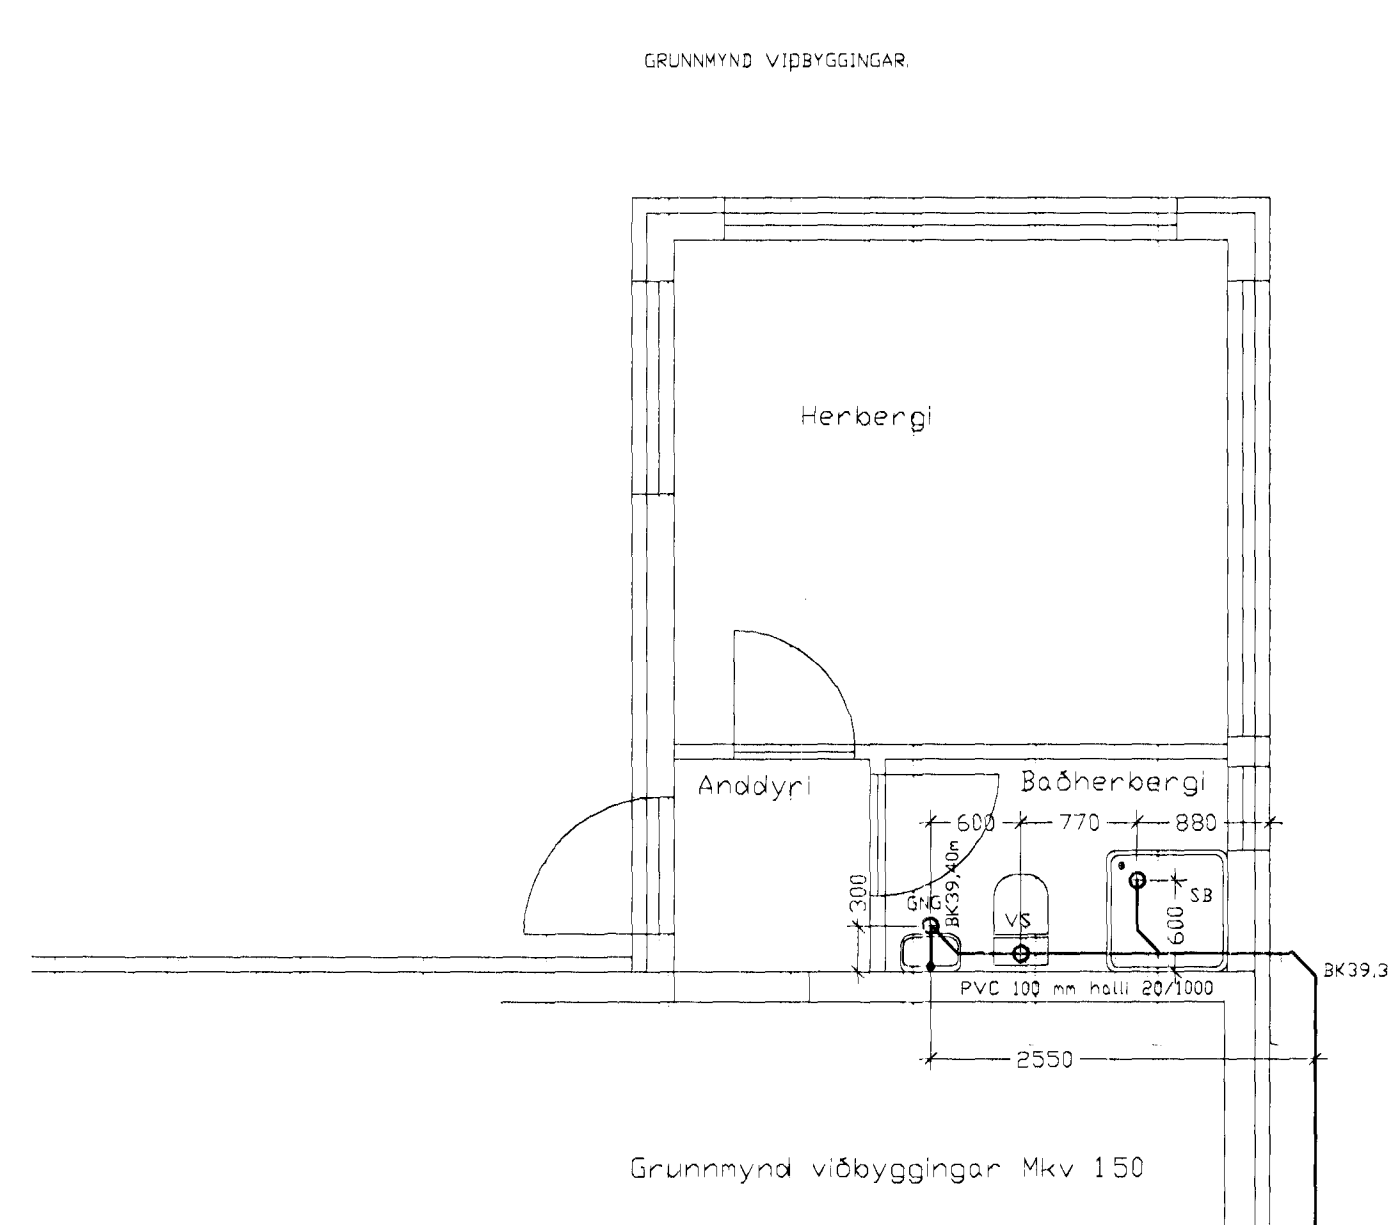 GRUNNMYND VIÐBYGGINGAR.
Herbergi
Anddyri
Baðherbergi
600
770
880
BK39,40m
300
GNG
VS
SB
600
BK39,3
PVC 100 mm halli 20/1000
2550
Grunnmynd viðbyggingar Mkv 150